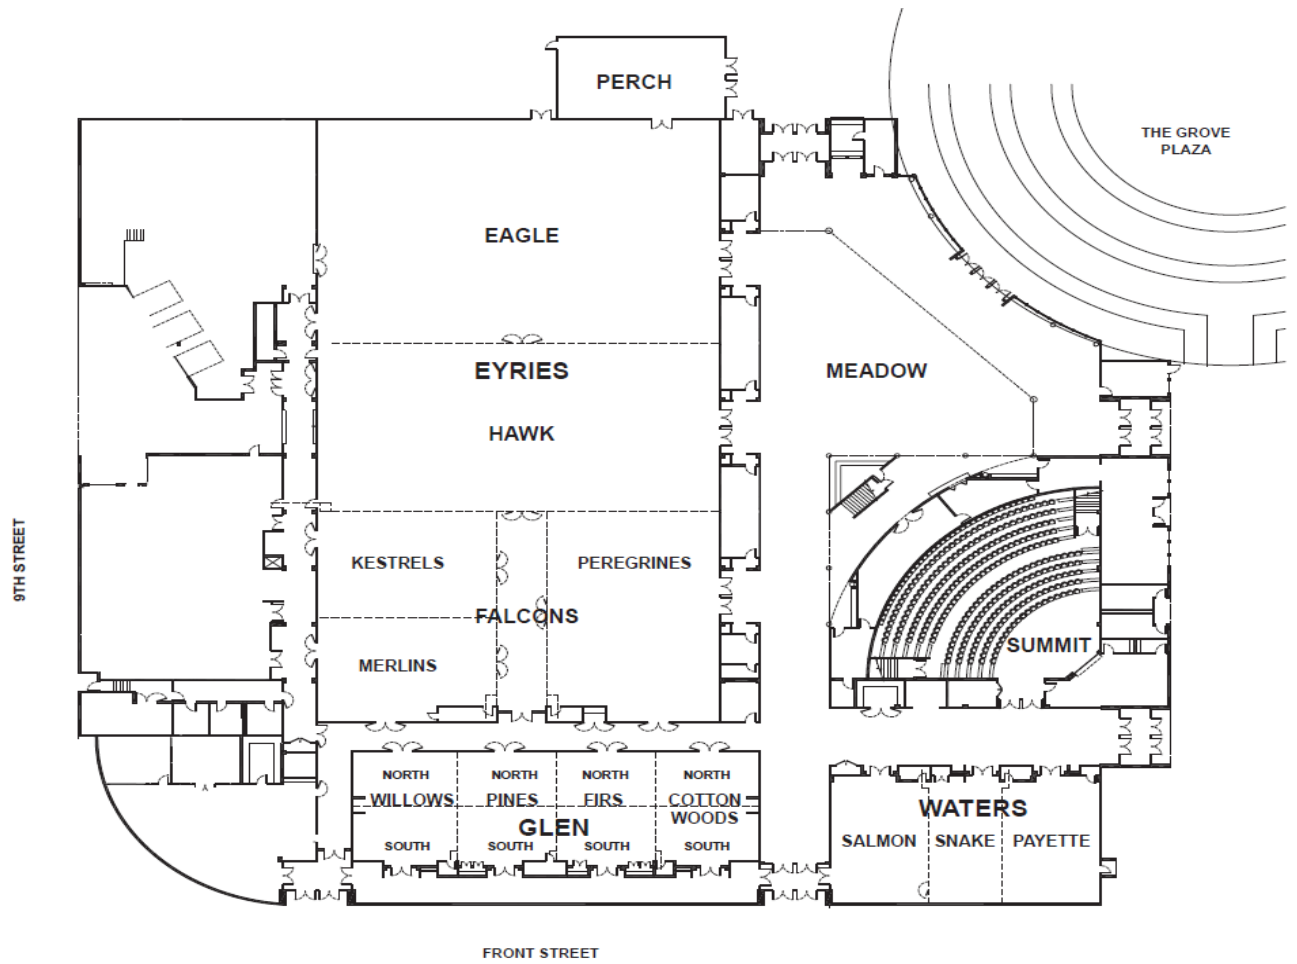 PERCH
THE GROVE
PLAZA
EAGLE
EYRIES
MEADOW
HAWK
9TH STREET
KESTRELS
PEREGRINES
FALCONS
MERLINS
SUMMIT
NORTH
NORTH
NORTH
NORTH
WILLOWS
PINES
FIRS
COTTON
WOODS
GLEN
SOUTH
SOUTH
SOUTH
SOUTH
WATERS
SALMON
SNAKE
PAYETTE
FRONT STREET